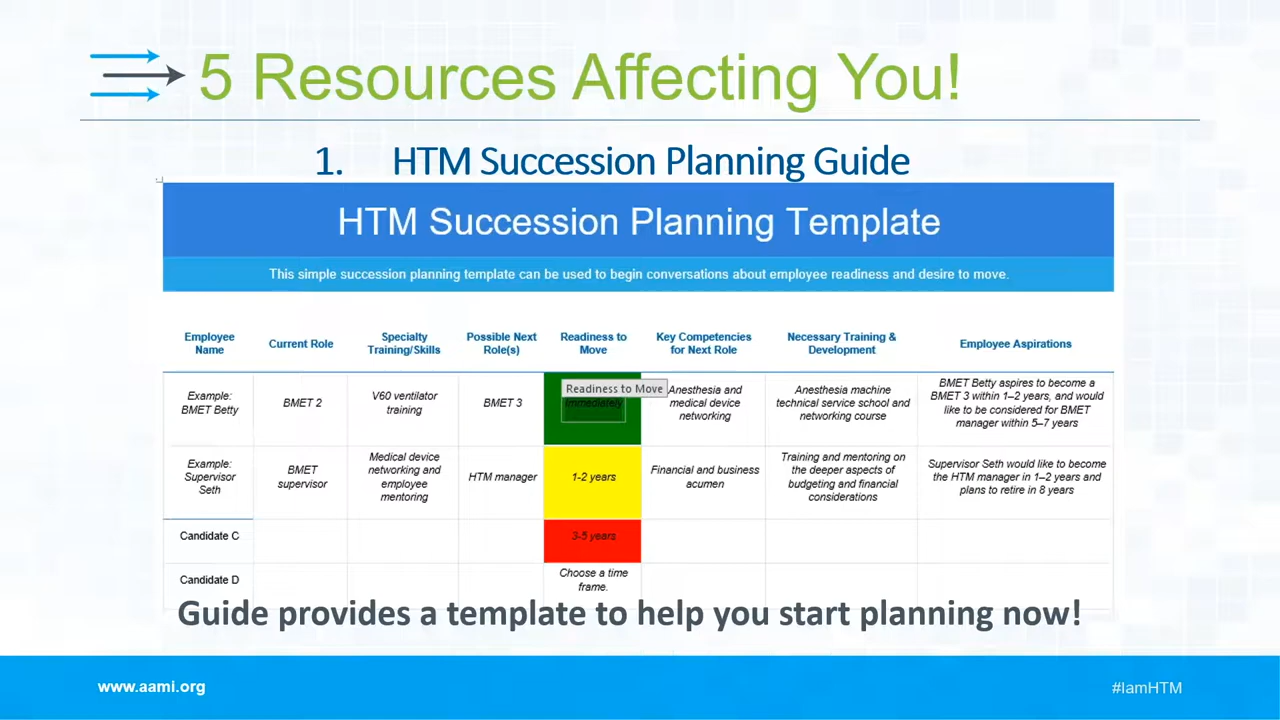 5 Resources Affecting You!
1. HTM Succession Planning Guide
HTM Succession Planning Template
This simple succession planning template can be used to begin conversations about employee readiness and desire to move.
Employee Name
Current Role
Specialty Training/Skills
Possible Next Role(s)
Readiness to Move
Key Competencies for Next Role
Necessary Training & Development
Employee Aspirations
Example: BMET Betty
BMET 2
V60 ventilator training
BMET 3
Readiness to Move
Immediately
Anesthesia and medical device networking
Anesthesia machine technical service school and networking course
BMET Betty aspires to become a BMET 3 within 1–2 years, and would like to be considered for BMET manager within 5–7 years
Example: Supervisor Seth
BMET supervisor
Medical device networking and employee mentoring
HTM manager
1-2 years
Financial and business acumen
Training and mentoring on the deeper aspects of budgeting and financial considerations
Supervisor Seth would like to become the HTM manager in 1–2 years and plans to retire in 8 years
Candidate C
3-5 years
Candidate D
Choose a time frame.
Guide provides a template to help you start planning now!
www.aami.org
#IamHTM